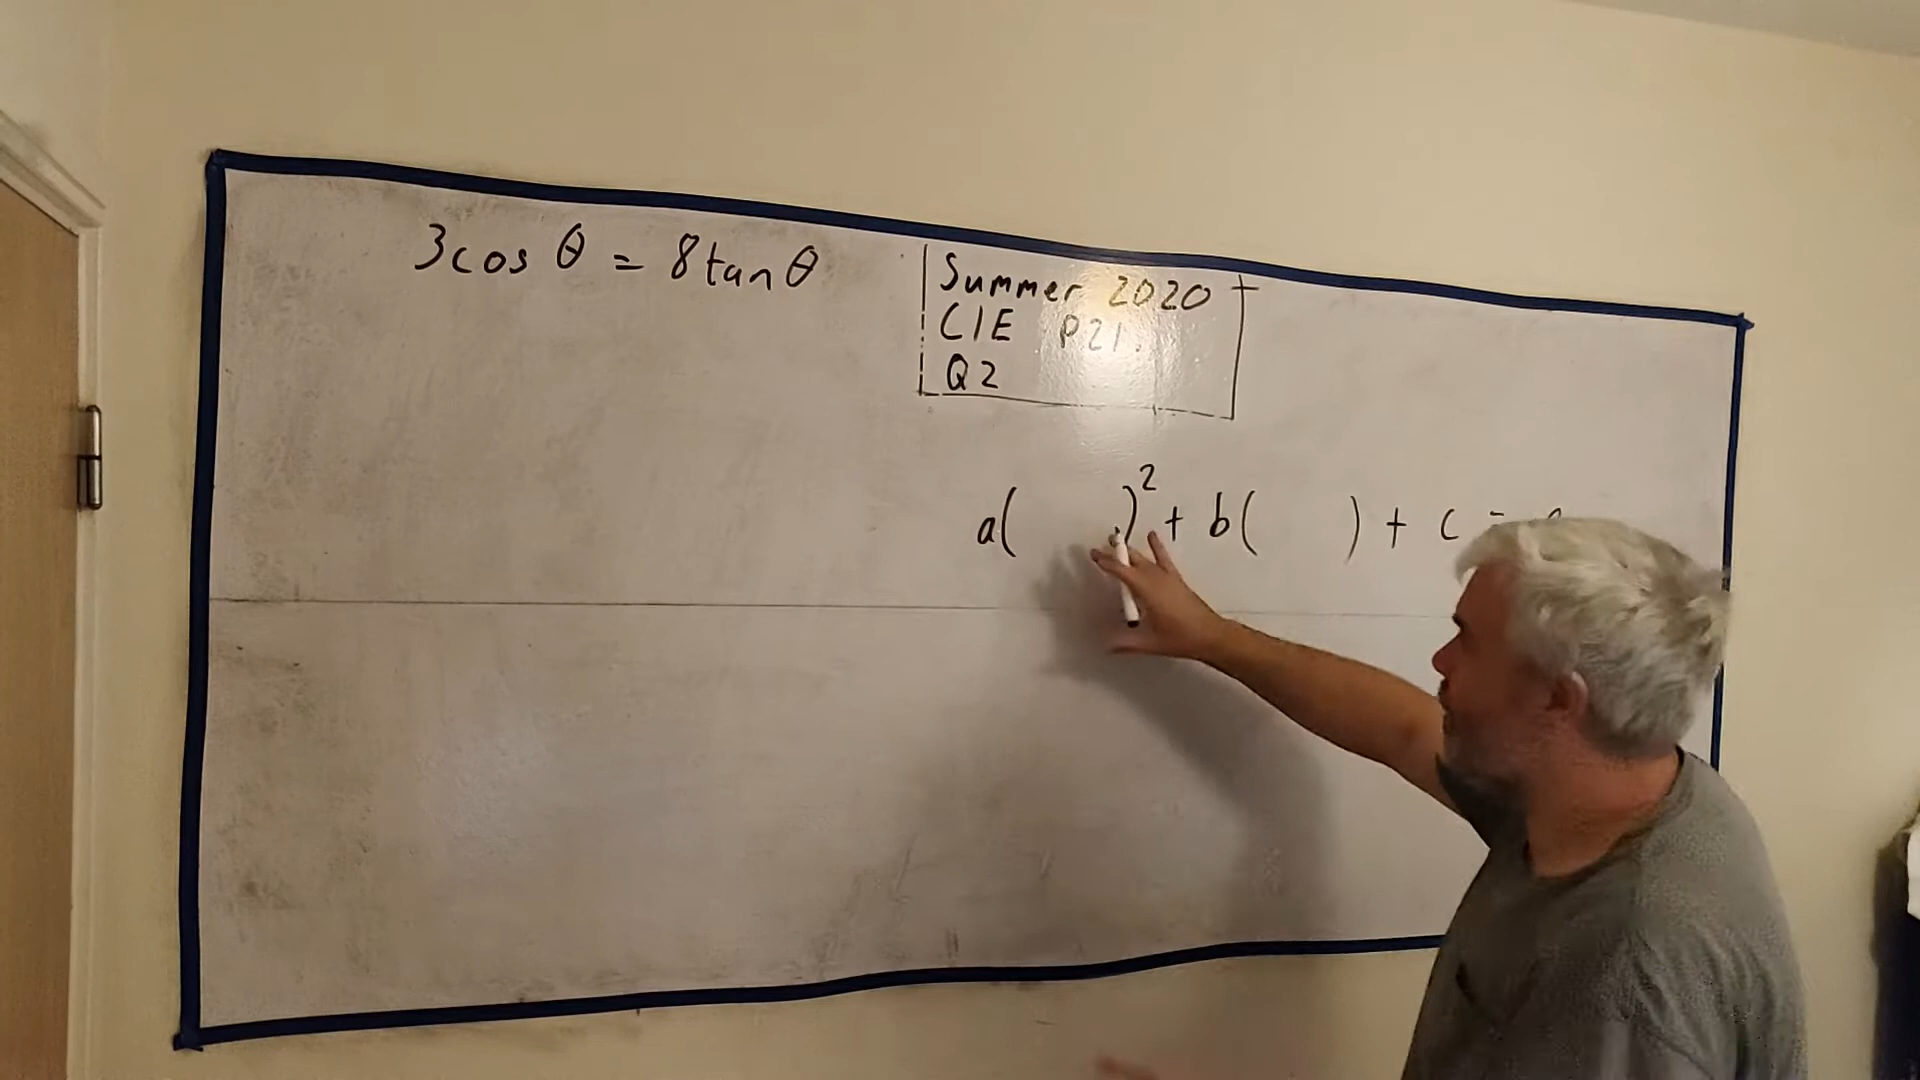 3cos θ = 8tan θ
Summer 2020
CIE P21.
Q2
a( )² + b( ) + c =